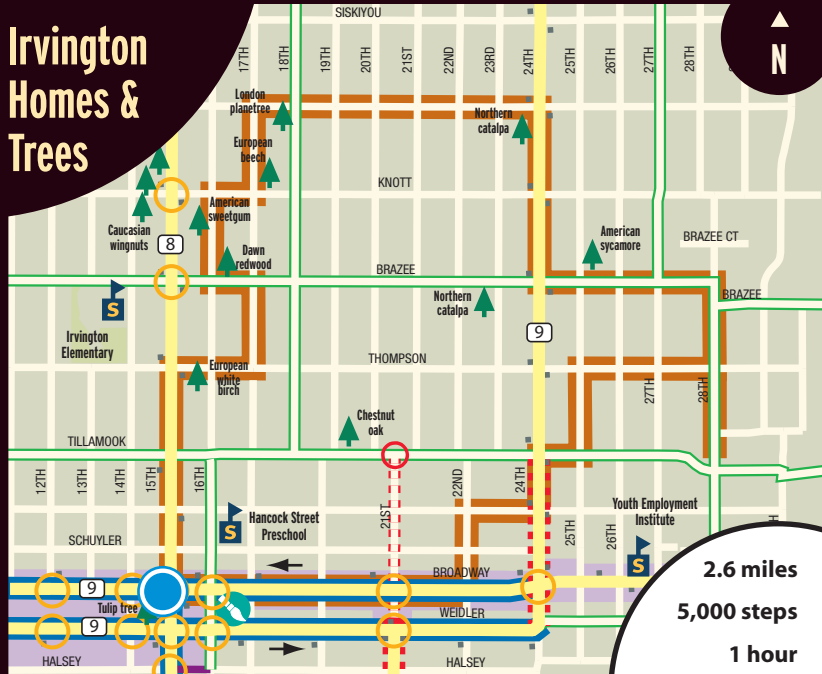 Irvington
Homes &
Trees
N
SISKIYOU
17TH
18TH
19TH
20TH
21ST
22ND
23RD
24TH
25TH
26TH
27TH
28TH
London
planetree
Northern
catalpa
European
beech
KNOTT
American
sweetgum
Caucasian
wingnuts
8
American
sycamore
BRAZEE CT
Dawn
redwood
BRAZEE
BRAZEE
Northern
catalpa
S
Irvington
Elementary
9
THOMPSON
European
white
birch
27TH
28TH
Chestnut
oak
TILLAMOOK
12TH
13TH
14TH
15TH
16TH
21ST
22ND
24TH
25TH
26TH
Youth Employment
Institute
S
Hancock Street
Preschool
S
SCHUYLER
BROADWAY
9
Tulip tree
WEIDLER
9
HALSEY
HALSEY
2.6 miles
5,000 steps
1 hour